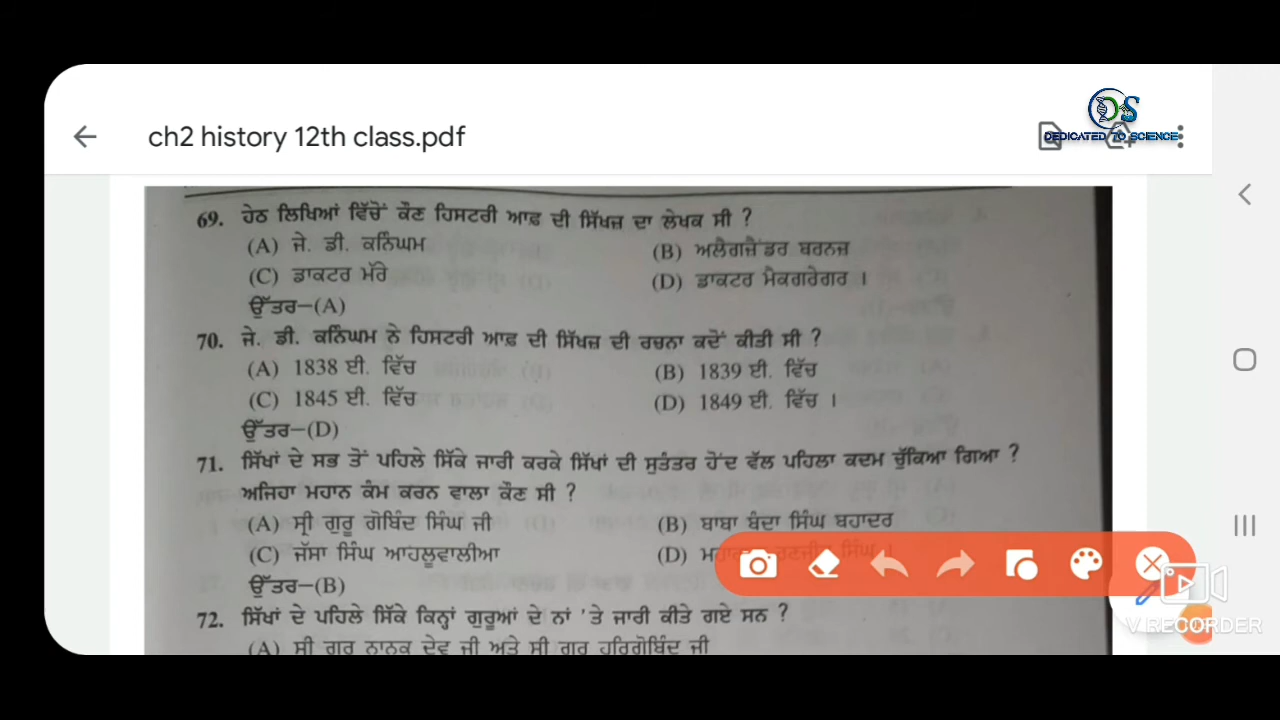 DS
DEDICATED TO SCIENCE
ch2 history 12th class.pdf
69. ਹੇਠ ਲਿਖਿਆਂ ਵਿੱਚੋਂ ਕੌਣ ਹਿਸਟਰੀ ਆਫ਼ ਦੀ ਸਿੱਖਜ਼ ਦਾ ਲੇਖਕ ਸੀ ?
(A) ਜੇ. ਡੀ. ਕਨਿੰਘਮ (B) ਅਲੈਗਜ਼ੈਂਡਰ ਬਰਨਜ਼
(C) ਡਾਕਟਰ ਮੱਰੇ (D) ਡਾਕਟਰ ਮੈਕਗਰੇਗਰ ।
ਉੱਤਰ–(A)
70. ਜੇ. ਡੀ. ਕਨਿੰਘਮ ਨੇ ਹਿਸਟਰੀ ਆਫ਼ ਦੀ ਸਿੱਖਜ਼ ਦੀ ਰਚਨਾ ਕਦੋਂ ਕੀਤੀ ਸੀ ?
(A) 1838 ਈ. ਵਿੱਚ (B) 1839 ਈ. ਵਿੱਚ
(C) 1845 ਈ. ਵਿੱਚ (D) 1849 ਈ. ਵਿੱਚ ।
ਉੱਤਰ–(D)
71. ਸਿੱਖਾਂ ਦੇ ਸਭ ਤੋਂ ਪਹਿਲੇ ਸਿੱਕੇ ਜਾਰੀ ਕਰਕੇ ਸਿੱਖਾਂ ਦੀ ਸੁਤੰਤਰ ਹੋਂਦ ਵੱਲ ਪਹਿਲਾ ਕਦਮ ਚੁੱਕਿਆ ਗਿਆ ?
ਅਜਿਹਾ ਮਹਾਨ ਕੰਮ ਕਰਨ ਵਾਲਾ ਕੌਣ ਸੀ ?
(A) ਸ੍ਰੀ ਗੁਰੂ ਗੋਬਿੰਦ ਸਿੰਘ ਜੀ (B) ਬਾਬਾ ਬੰਦਾ ਸਿੰਘ ਬਹਾਦਰ
(C) ਜੱਸਾ ਸਿੰਘ ਆਹਲੂਵਾਲੀਆ (D) ਸਿੰਘ ।
ਉੱਤਰ–(B)
72. ਸਿੱਖਾਂ ਦੇ ਪਹਿਲੇ ਸਿੱਕੇ ਕਿਨ੍ਹਾਂ ਗੁਰੂਆਂ ਦੇ ਨਾਂ 'ਤੇ ਜਾਰੀ ਕੀਤੇ ਗਏ ਸਨ ?
(A) ਸ੍ਰੀ ਗੁਰੂ ਨਾਨਕ ਦੇਵ ਜੀ ਅਤੇ ਸ੍ਰੀ ਗੁਰੂ ਹਰਿਗੋਬਿੰਦ ਜੀ
V RECORDER